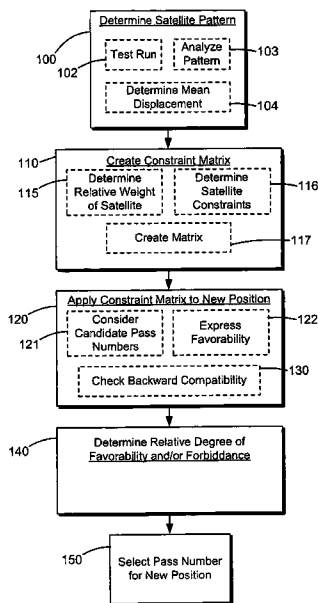 Determine Satellite Pattern
100
102
Test Run
Analyze
Pattern
103
Determine Mean
Displacement
104
110
Create Constraint Matrix
115
Determine
Relative Weight
of Satellite
Determine
Satellite
Constraints
116
Create Matrix
117
Apply Constraint Matrix to New Position
120
121
Consider
Candidate Pass
Numbers
Express
Favorability
122
Check Backward Compatibility
130
140
Determine Relative Degree of
Favorability and/or Forbiddance
150
Select Pass Number
for New Position